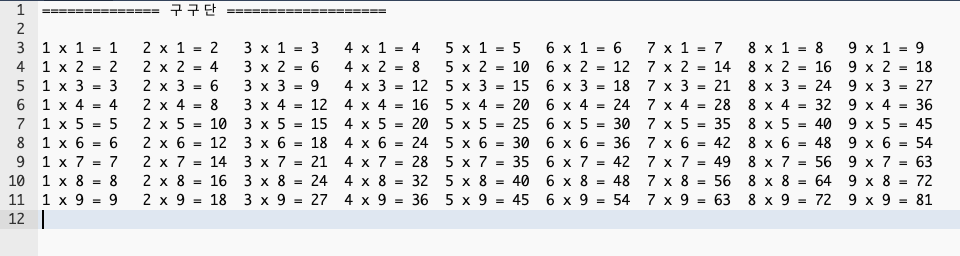 1 ============== 구구단 ===================
2
3 1 x 1 = 1   2 x 1 = 2   3 x 1 = 3   4 x 1 = 4   5 x 1 = 5   6 x 1 = 6   7 x 1 = 7   8 x 1 = 8   9 x 1 = 9
4 1 x 2 = 2   2 x 2 = 4   3 x 2 = 6   4 x 2 = 8   5 x 2 = 10  6 x 2 = 12  7 x 2 = 14  8 x 2 = 16  9 x 2 = 18
5 1 x 3 = 3   2 x 3 = 6   3 x 3 = 9   4 x 3 = 12  5 x 3 = 15  6 x 3 = 18  7 x 3 = 21  8 x 3 = 24  9 x 3 = 27
6 1 x 4 = 4   2 x 4 = 8   3 x 4 = 12  4 x 4 = 16  5 x 4 = 20  6 x 4 = 24  7 x 4 = 28  8 x 4 = 32  9 x 4 = 36
7 1 x 5 = 5   2 x 5 = 10  3 x 5 = 15  4 x 5 = 20  5 x 5 = 25  6 x 5 = 30  7 x 5 = 35  8 x 5 = 40  9 x 5 = 45
8 1 x 6 = 6   2 x 6 = 12  3 x 6 = 18  4 x 6 = 24  5 x 6 = 30  6 x 6 = 36  7 x 6 = 42  8 x 6 = 48  9 x 6 = 54
9 1 x 7 = 7   2 x 7 = 14  3 x 7 = 21  4 x 7 = 28  5 x 7 = 35  6 x 7 = 42  7 x 7 = 49  8 x 7 = 56  9 x 7 = 63
10 1 x 8 = 8   2 x 8 = 16  3 x 8 = 24  4 x 8 = 32  5 x 8 = 40  6 x 8 = 48  7 x 8 = 56  8 x 8 = 64  9 x 8 = 72
11 1 x 9 = 9   2 x 9 = 18  3 x 9 = 27  4 x 9 = 36  5 x 9 = 45  6 x 9 = 54  7 x 9 = 63  8 x 9 = 72  9 x 9 = 81
12